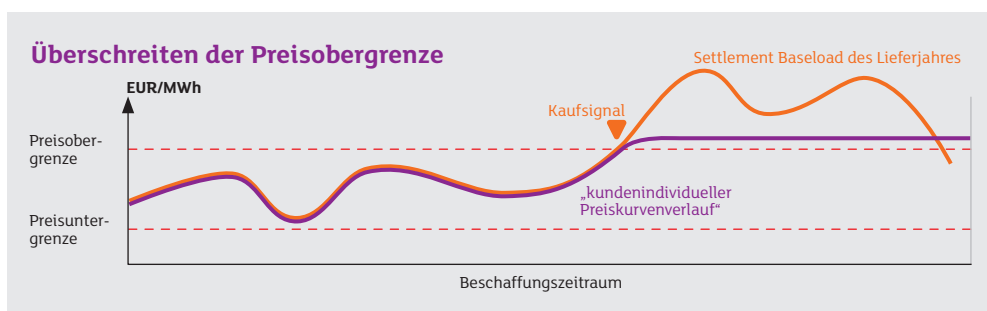 Überschreiten der Preisobergrenze
Settlement Baseload des Lieferjahres
EUR/MWh
Kaufsignal
Preisober-
grenze
„kundenindividueller
Preiskurvenverlauf“
Preisunter-
grenze
Beschaffungszeitraum